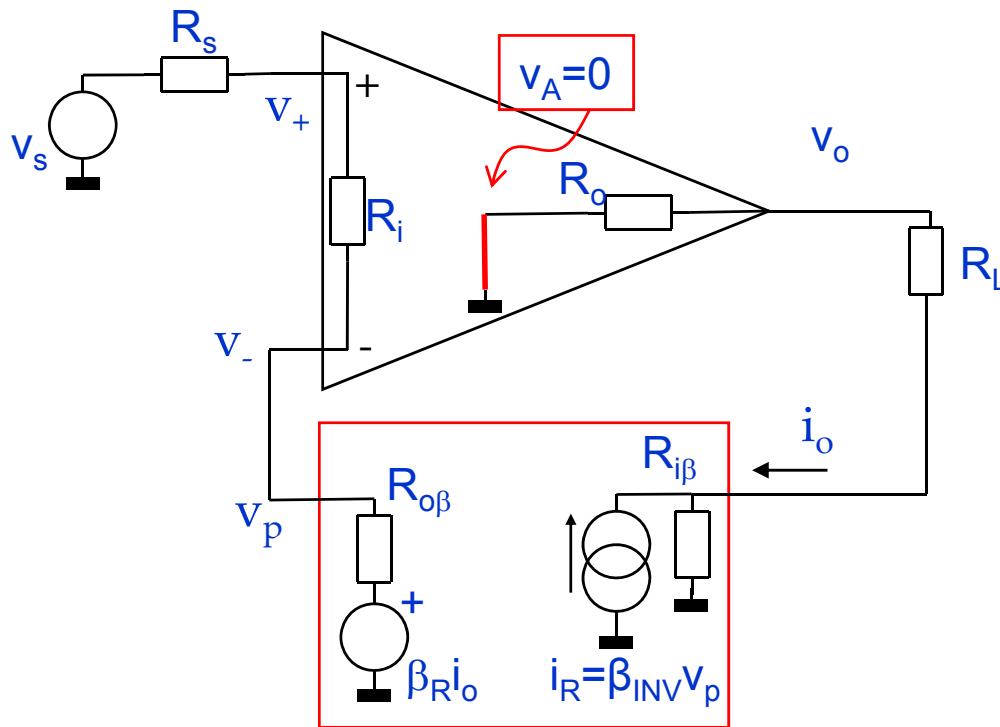 Rs
vA=0
v+
+
vo
vs
Ro
Ri
RL
v-
-
io
Riβ
Roβ
vp
+
βRio
iR=βINVvp